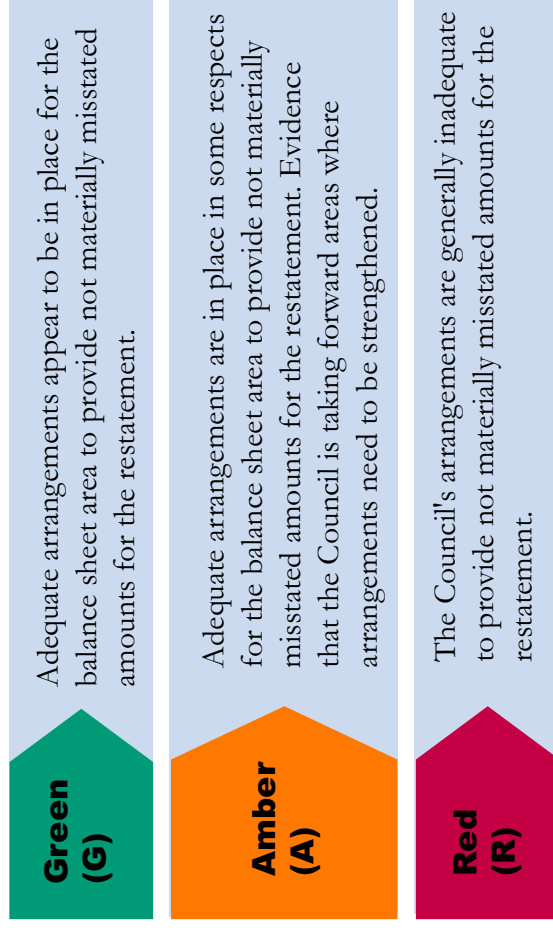 Green
(G)
Adequate arrangements appear to be in place for the
balance sheet area to provide not materially misstated
amounts for the restatement.
Amber
(A)
Adequate arrangements are in place in some respects
for the balance sheet area to provide not materially
misstated amounts for the restatement. Evidence
that the Council is taking forward areas where
arrangements need to be strengthened.
Red
(R)
The Council's arrangements are generally inadequate
to provide not materially misstated amounts for the
restatement.